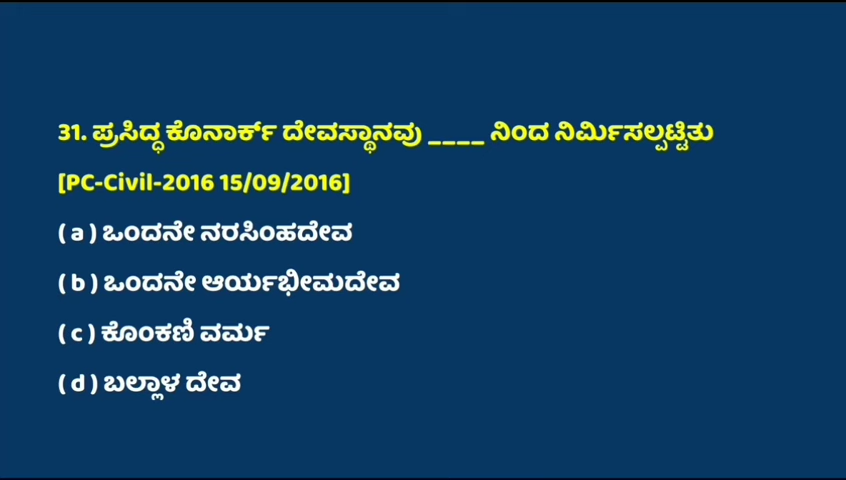 31. ಪ್ರಸಿದ್ಧ ಕೊನಾರ್ಕ್ ದೇವಸ್ಥಾನವು ____ ನಿಂದ ನಿರ್ಮಿಸಲ್ಪಟ್ಟಿತು
[PC-Civil-2016 15/09/2016]
( a ) ಒಂದನೇ ನರಸಿಂಹದೇವ
( b ) ಒಂದನೇ ಆರ್ಯಭೀಮದೇವ
( c ) ಕೊಂಕಣಿ ವರ್ಮ
( d ) ಬಲ್ಲಾಳ ದೇವ